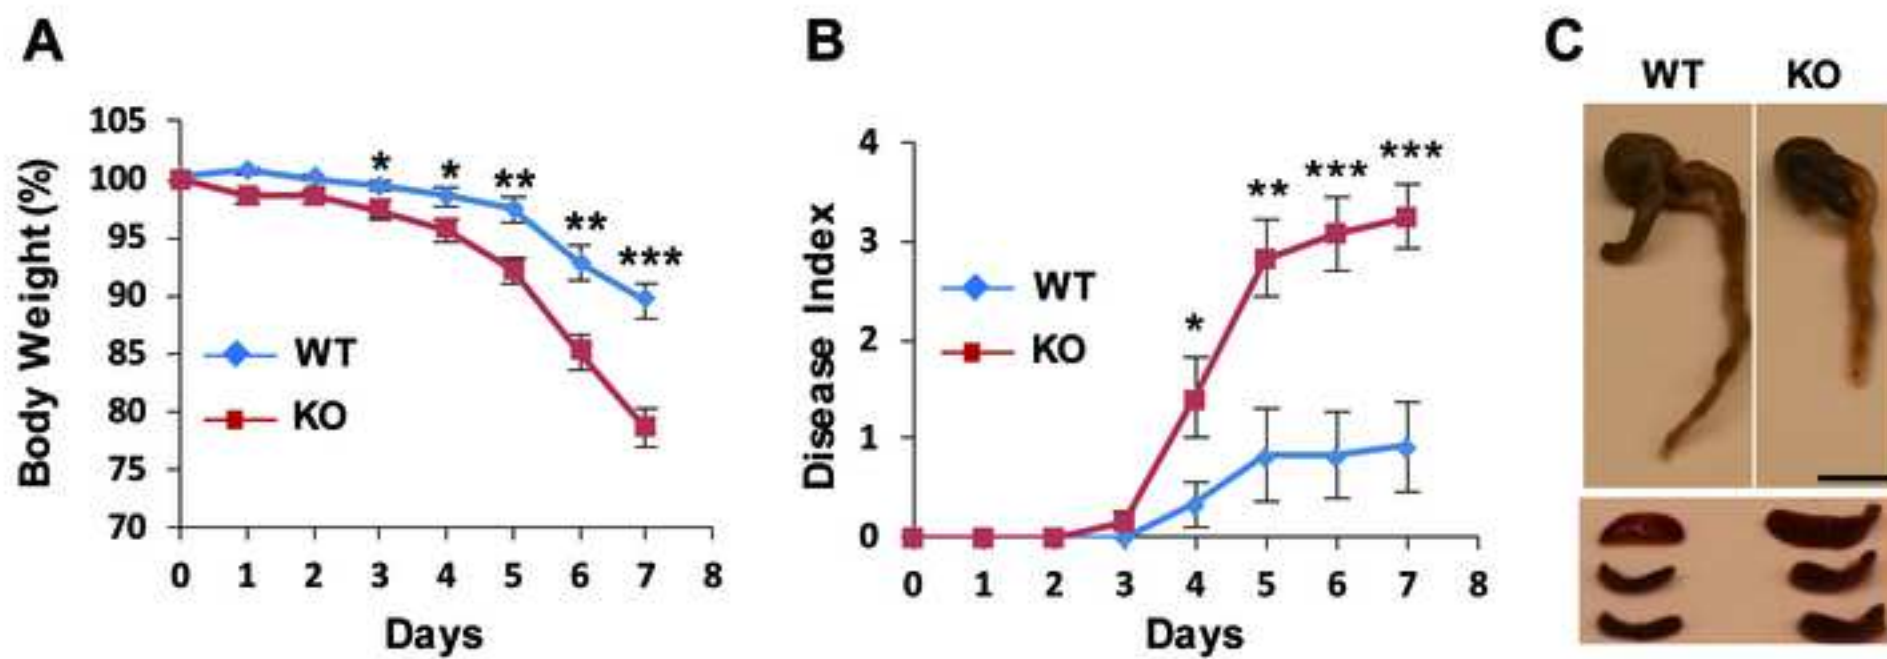 A
Body Weight (%)
105
100
95
90
85
80
75
70
* * ** ** ***
WT
KO
0 1 2 3 4 5 6 7 8
Days
B
Disease Index
4
3
2
1
0
* ** *** ***
WT
KO
0 1 2 3 4 5 6 7 8
Days
C
WT KO